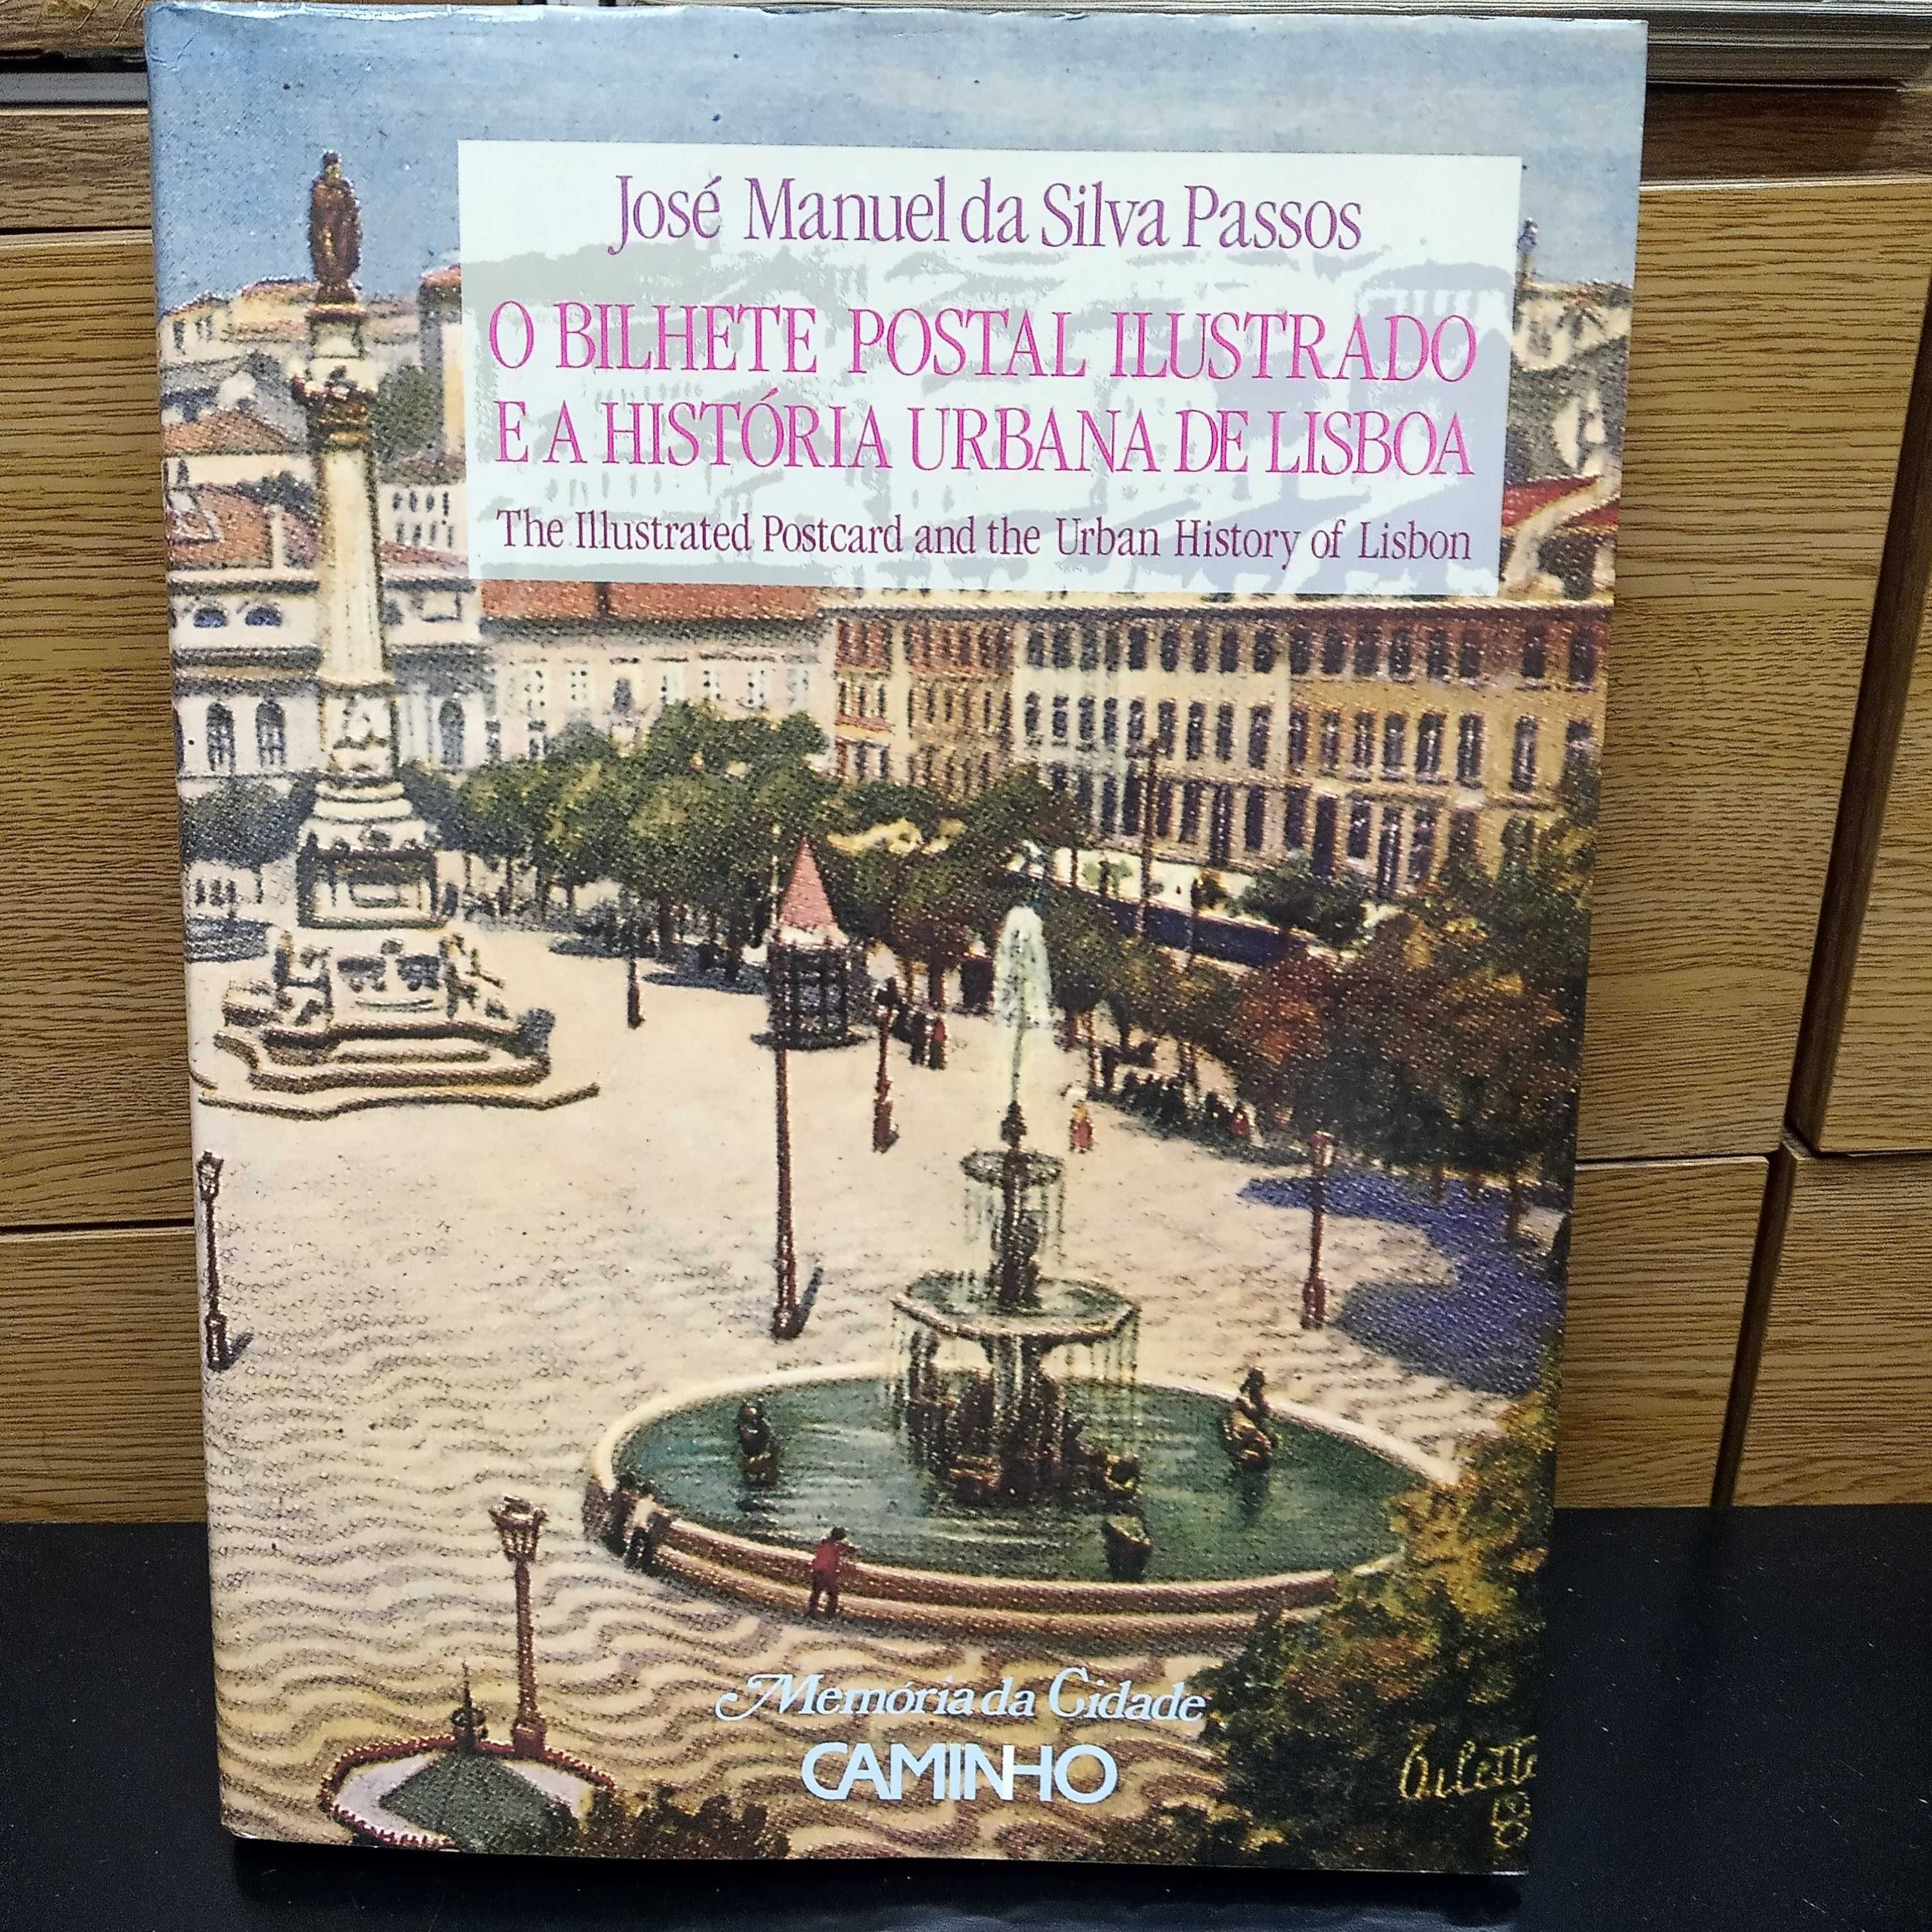 José Manuel da Silva Passos
O BILHETE POSTAL ILUSTRADO
E A HISTÓRIA URBANA DE LISBOA
The Illustrated Postcard and the Urban History of Lisbon
Memória da Cidade
CAMINHO